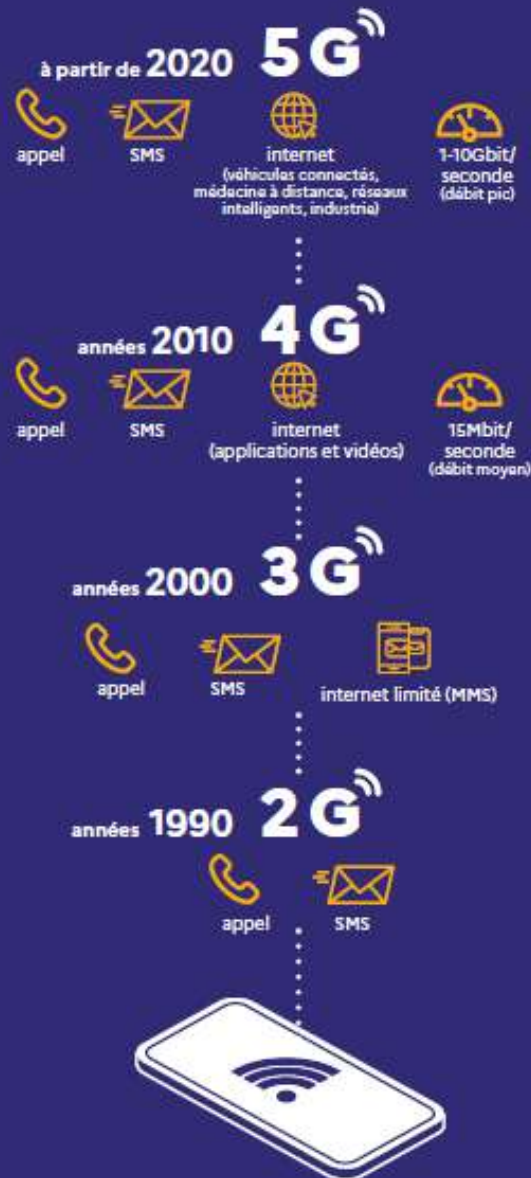 à partir de 2020 5G
appel
SMS
internet
(véhicules connectés,
médecine à distance, réseaux
intelligents, industrie)
1-10Gbit/
seconde
(débit pic)
années 2010 4G
appel
SMS
internet
(applications et vidéos)
15Mbit/
seconde
(débit moyen)
années 2000 3G
appel
SMS
internet limité (MMS)
années 1990 2G
appel
SMS